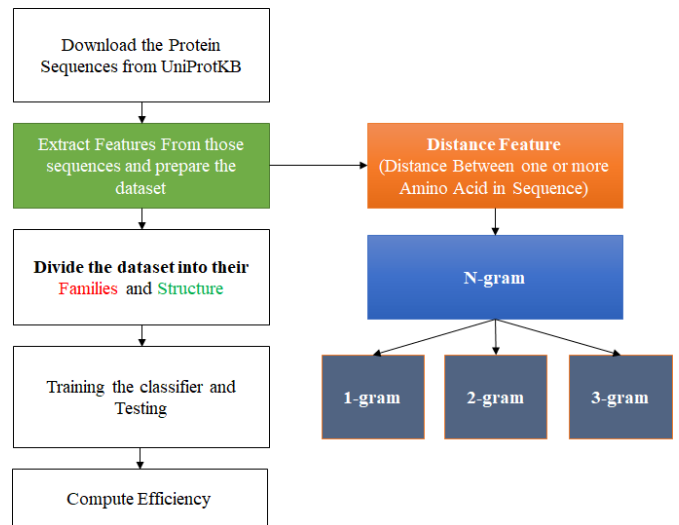 Download the Protein
Sequences from UniProtKB
Extract Features From those
sequences and prepare the
dataset
Distance Feature
(Distance Between one or more
Amino Acid in Sequence)
Divide the dataset into their
Families and Structure
N-gram
Training the classifier and
Testing
1-gram
2-gram
3-gram
Compute Efficiency